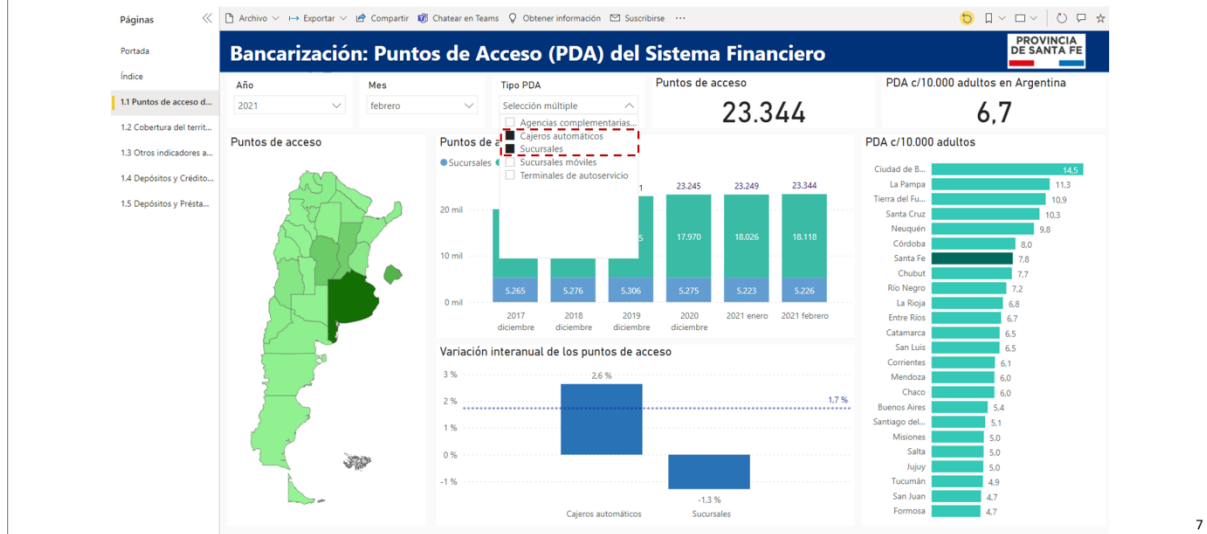 Páginas
Archivo
Exportar
Compartir
Chatear en Teams
Obtener información
Suscribirse
Portada
Índice
1.1 Puntos de acceso d...
1.2 Cobertura del territ...
1.3 Otros indicadores a...
1.4 Depósitos y Crédito...
1.5 Depósitos y Présta...
Bancarización: Puntos de Acceso (PDA) del Sistema Financiero
PROVINCIA
DE SANTA FE
Año
2021
Mes
febrero
Tipo PDA
Selección múltiple
Agencias complementarias...
Cajeros automáticos
Sucursales
Sucursales móviles
Terminales de autoservicio
Puntos de acceso
23.344
PDA c/10.000 adultos en Argentina
6,7
Puntos de acceso
Puntos de a
Sucursales
1 23.245 23.249 23.344
20 mil
5 17.970 18.026 18.118
10 mil
5.265 5.276 5.306 5.275 5.223 5.226
0 mil
2017 2018 2019 2020 2021 enero 2021 febrero
diciembre diciembre diciembre diciembre
Variación interanual de los puntos de acceso
3 %
2.6 %
2 %
1,7 %
1 %
0 %
-1 %
-1.3 %
Cajeros automáticos Sucursales
PDA c/10.000 adultos
Ciudad de B... 14,5
La Pampa 11,3
Tierra del Fu... 10,9
Santa Cruz 10,3
Neuquén 9,8
Córdoba 8,0
Santa Fe 7,8
Chubut 7,7
Río Negro 7,2
La Rioja 6,8
Entre Ríos 6,7
Catamarca 6,5
San Luis 6,5
Corrientes 6,1
Mendoza 6,0
Chaco 6,0
Buenos Aires 5,4
Santiago del... 5,1
Misiones 5,0
Salta 5,0
Jujuy 5,0
Tucumán 4,9
San Juan 4,7
Formosa 4,7
7